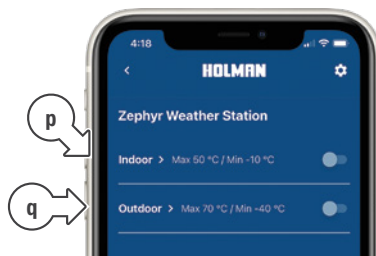 4:18
HOLMAN
Zephyr Weather Station
p
Indoor > Max 50 °C / Min -10 °C
q
Outdoor > Max 70 °C / Min -40 °C